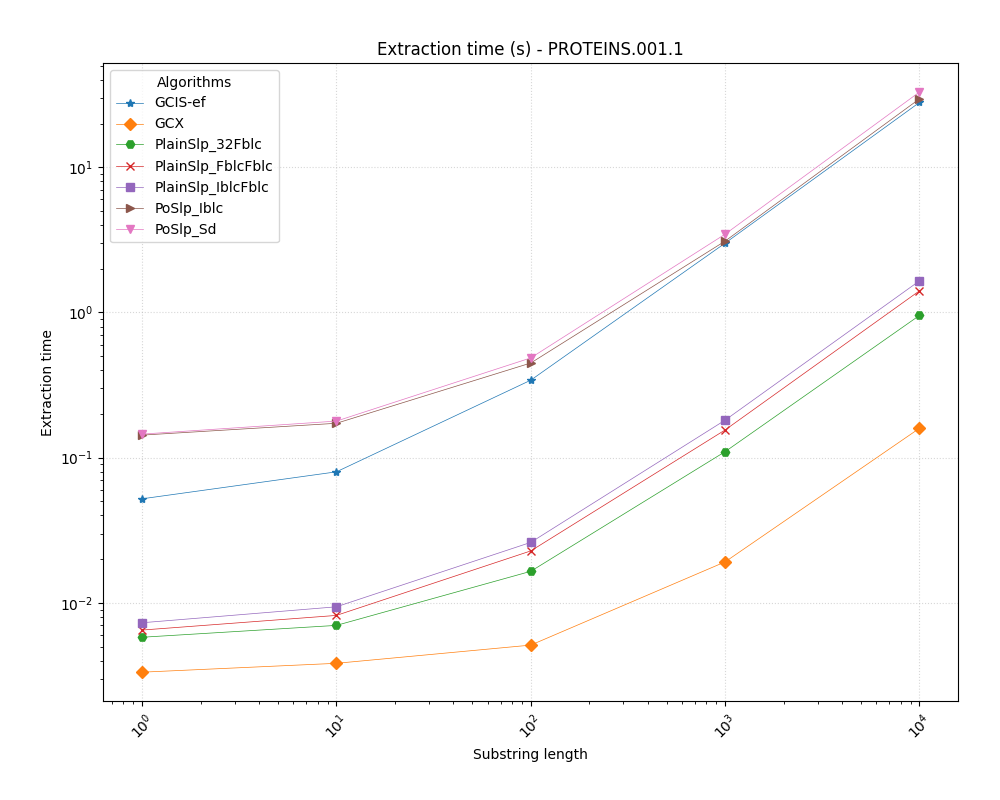 Extraction time (s) - PROTEINS.001.1
Algorithms
GCIS-ef
GCX
PlainSlp_32Fblc
PlainSlp_FblcFblc
PlainSlp_IblcFblc
PoSlp_Iblc
PoSlp_Sd
Extraction time
10¹
10⁰
10⁻¹
10⁻²
10⁰
10¹
10²
10³
10⁴
Substring length